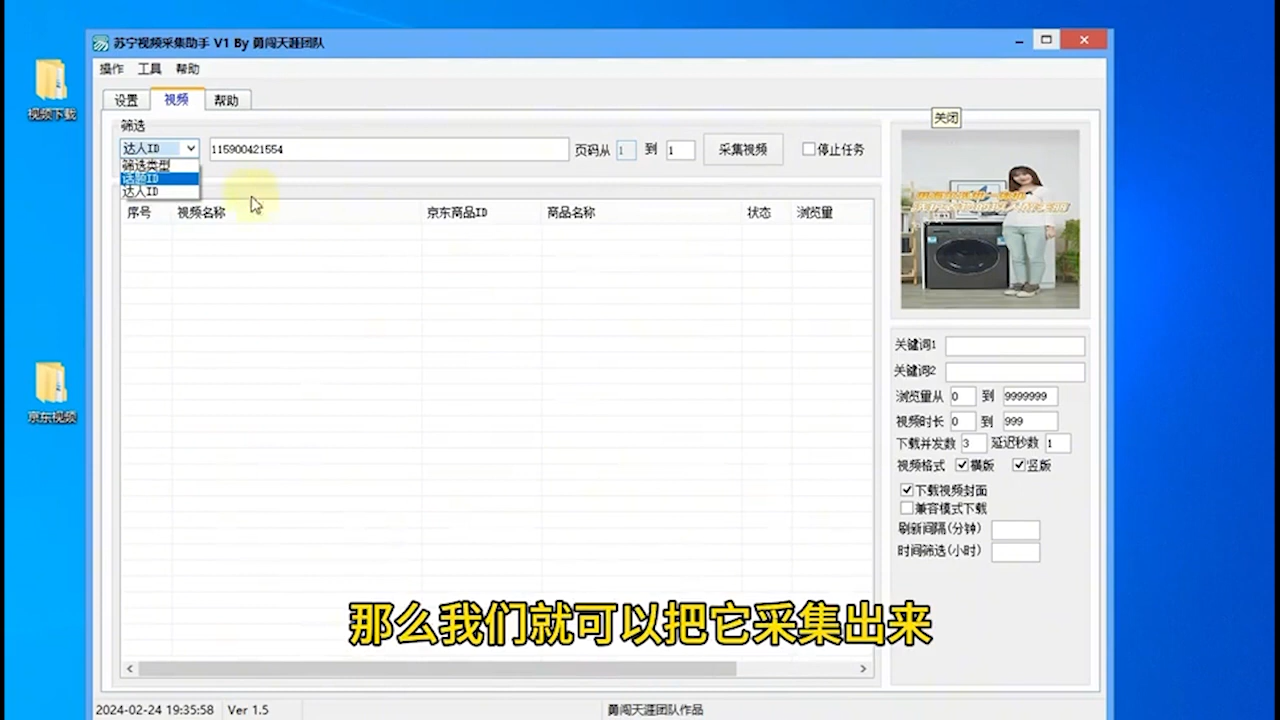 苏宁视频采集助手 V1 By 勇闯天涯团队
操作 工具 帮助
设置 视频 帮助
关闭
筛选
达人ID 115900421554 页码从 1 到 1 采集视频 停止任务
筛选类型
话题ID
达人ID
序号 视频名称 京东商品ID 商品名称 状态 浏览量
视频下载
京东视频
关键词1
关键词2
浏览量从 0 到 9999999
视频时长 0 到 999
下载并发数 3 延迟秒数 1
视频格式 横版 竖版
下载视频封面
兼容模式下载
刷新间隔(分钟)
时间筛选(小时)
那么我们就可以把它采集出来
2024-02-24 19:35:58 Ver 1.5 勇闯天涯团队作品